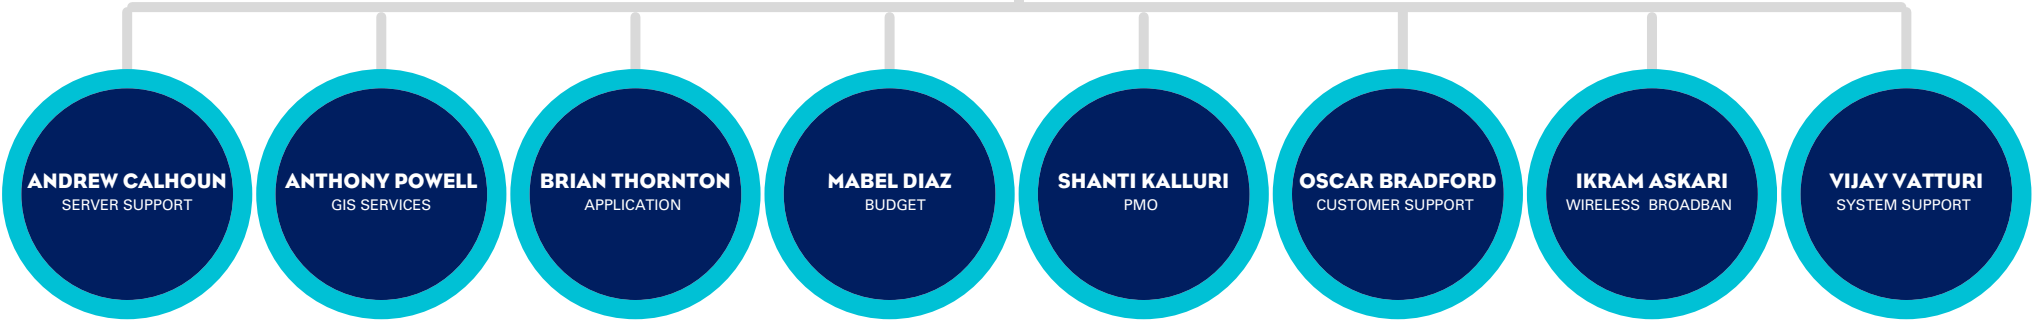 ANDREW CALHOUN
SERVER SUPPORT
ANTHONY POWELL
GIS SERVICES
BRIAN THORNTON
APPLICATION
MABEL DIAZ
BUDGET
SHANTI KALLURI
PMO
OSCAR BRADFORD
CUSTOMER SUPPORT
IKRAM ASKARI
WIRELESS  BROADBAN
VIJAY VATTURI
SYSTEM SUPPORT